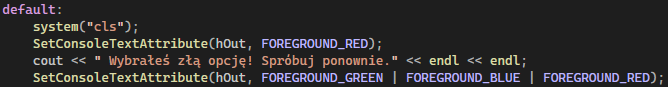 default:
system("cls");
SetConsoleTextAttribute(hOut, FOREGROUND_RED);
cout << " Wybrałeś złą opcję! Spróbuj ponownie." << endl << endl;
SetConsoleTextAttribute(hOut, FOREGROUND_GREEN | FOREGROUND_BLUE | FOREGROUND_RED);